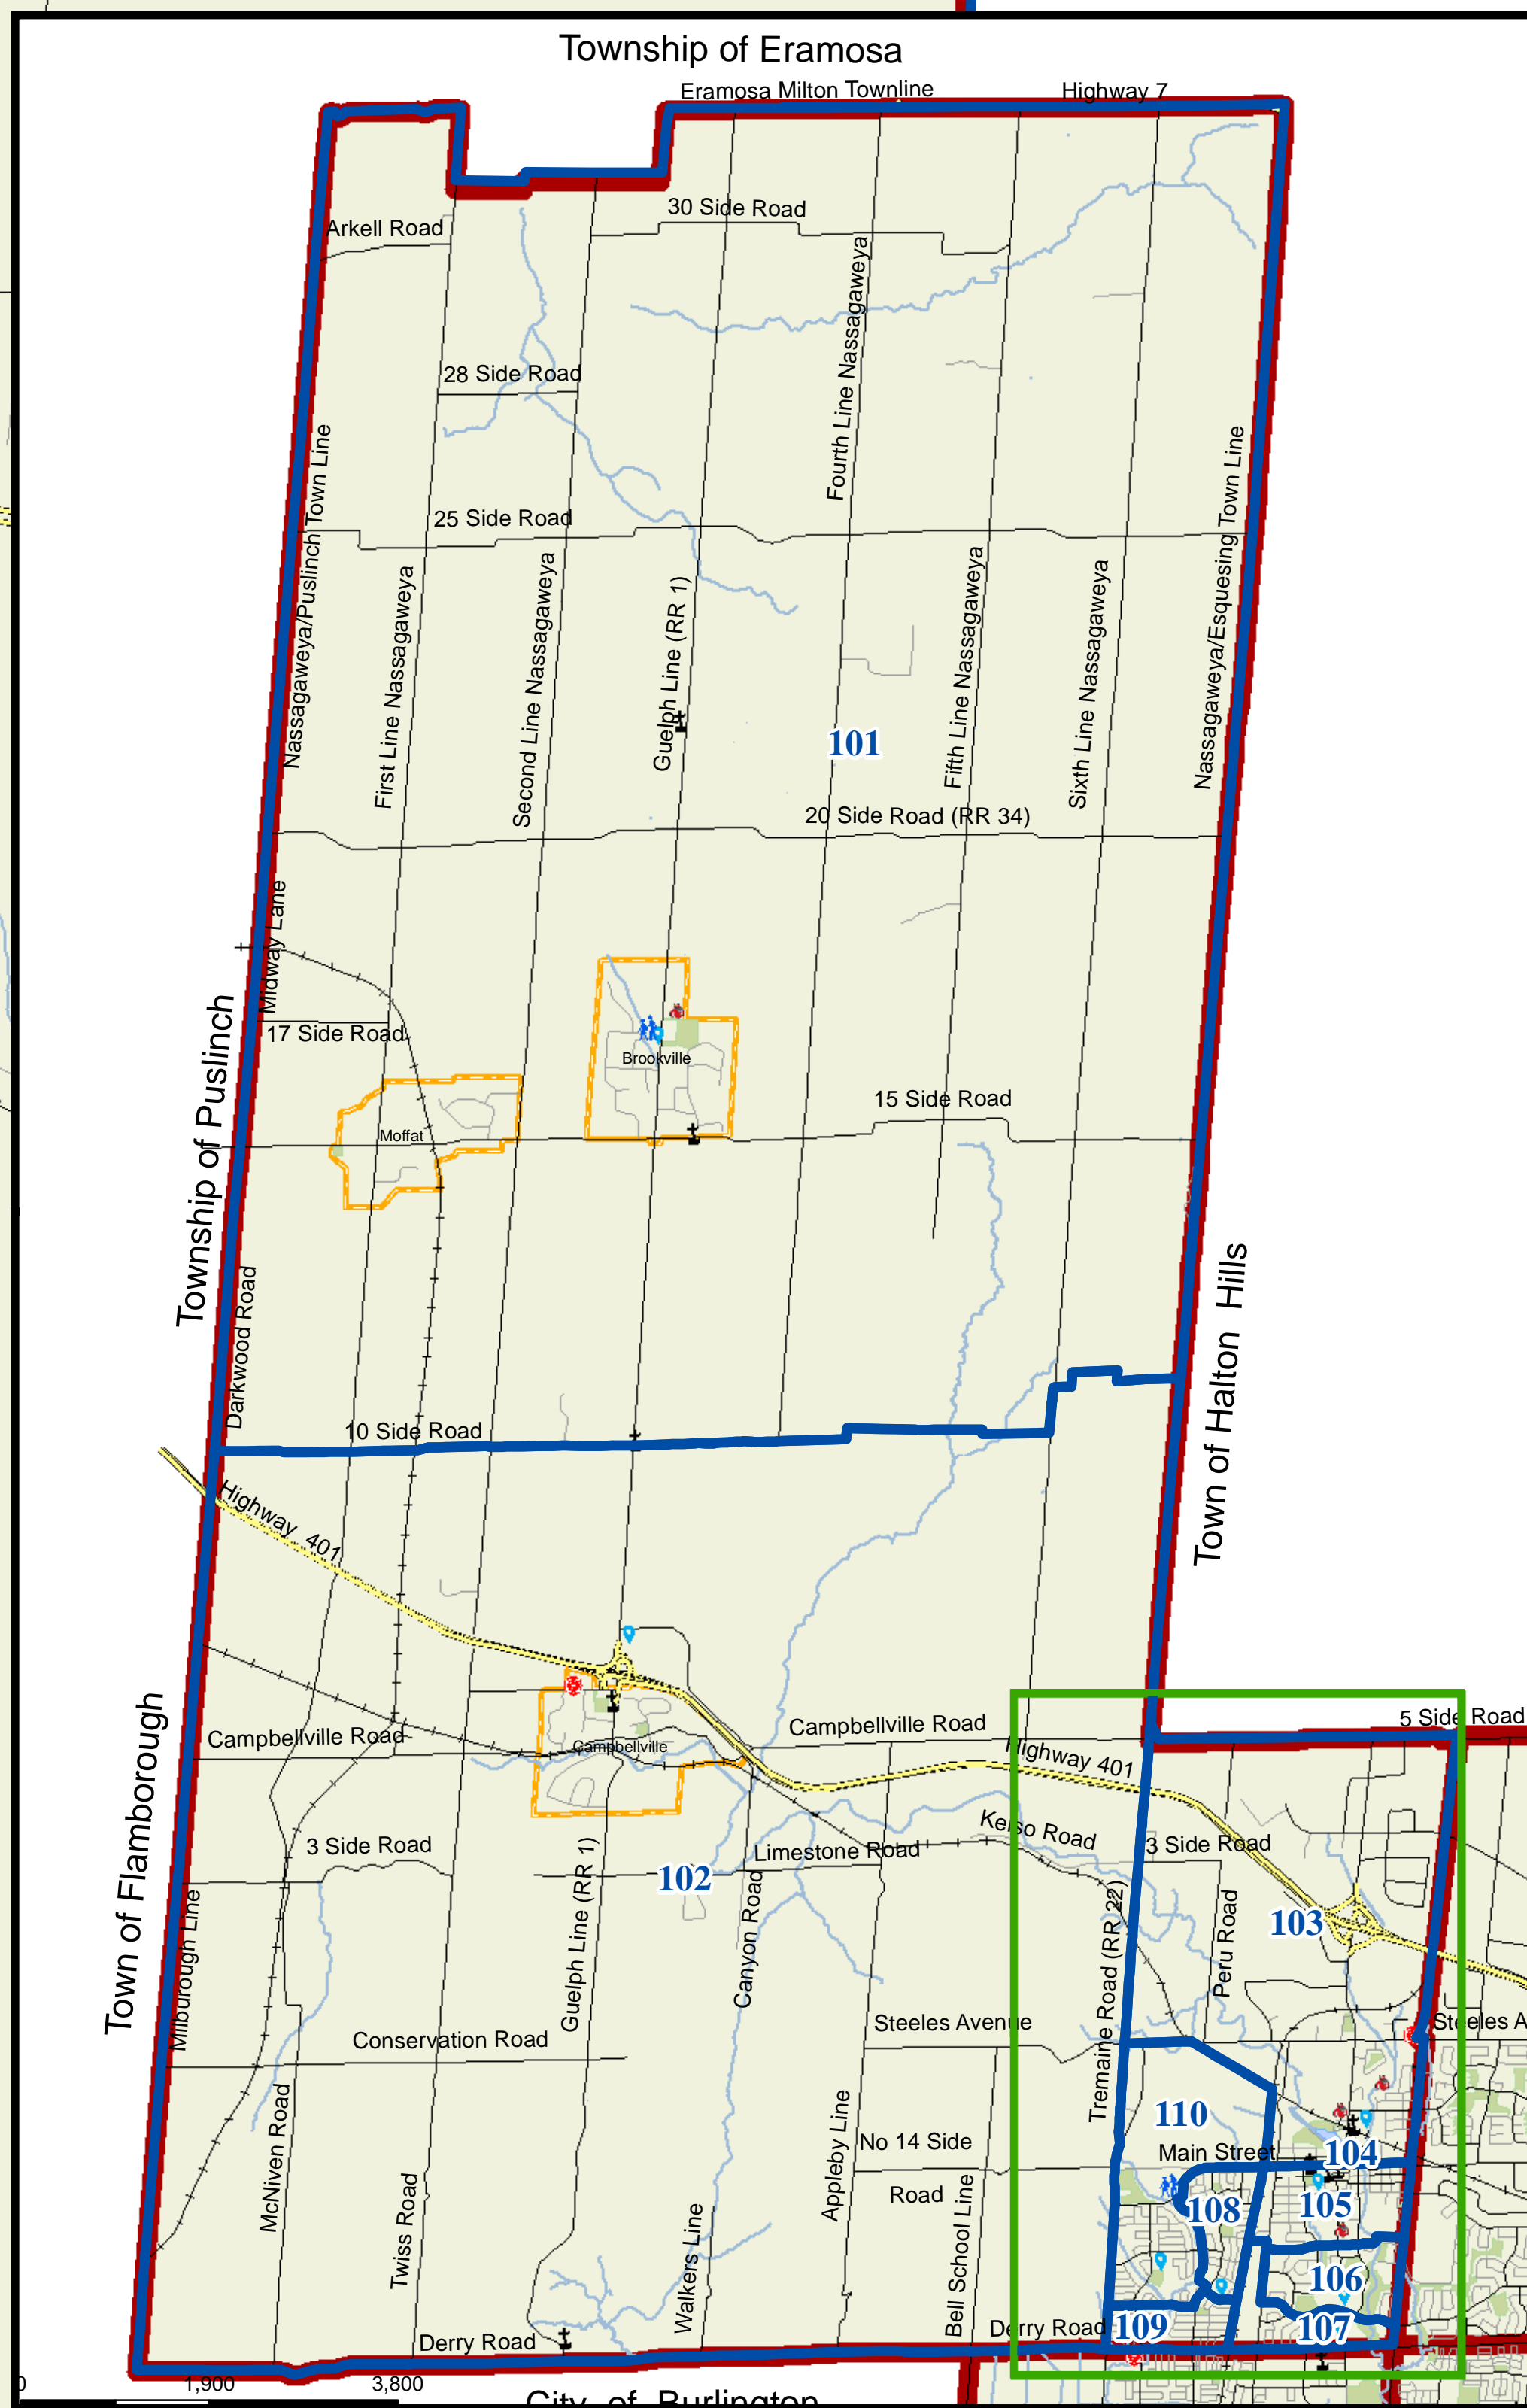 Township of Eramosa
Eramosa Milton Townline
Highway 7
30 Side Road
Arkell Road
Fourth Line Nassagaweya
28 Side Road
Nassagaweya/Puslinch Town Line
Nassagaweya/Esquesing Town Line
25 Side Road
First Line Nassagaweya
Second Line Nassagaweya
Guelph Line (RR 1)
Fifth Line Nassagaweya
Sixth Line Nassagaweya
101
20 Side Road (RR 34)
Midway Lane
17 Side Road
Brookville
15 Side Road
Moffat
Township of Puslinch
Darkwood Road
Town of Halton Hills
10 Side Road
Highway 401
Campbellville Road
Campbellville
Campbellville Road
5 Side Road
Highway 401
Town of Flamborough
3 Side Road
Kelso Road
3 Side Road
Limestone Road
102
Guelph Line (RR 1)
Canyon Road
Milburough Line
Tremaine Road (RR 22)
Peru Road
103
Steeles Avenue
Steeles A
Conservation Road
McNiven Road
Twiss Road
Walkers Line
Appleby Line
No 14 Side
Road
Bell School Line
110
Main Street
104
105
108
106
107
109
Derry Road
Derry Road
0
1,900
3,800
City of Burlington